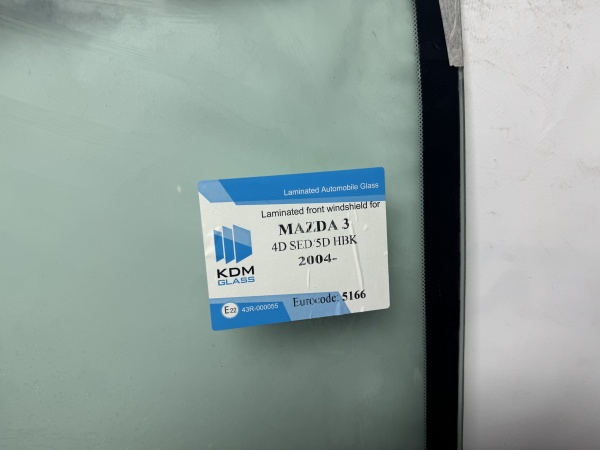 Laminated Automobile Glass
Laminated front windshield for
MAZDA 3
4D SED/5D HBK
2004-
KDM
GLASS
E22 43R-000055
Eurocode: 5166